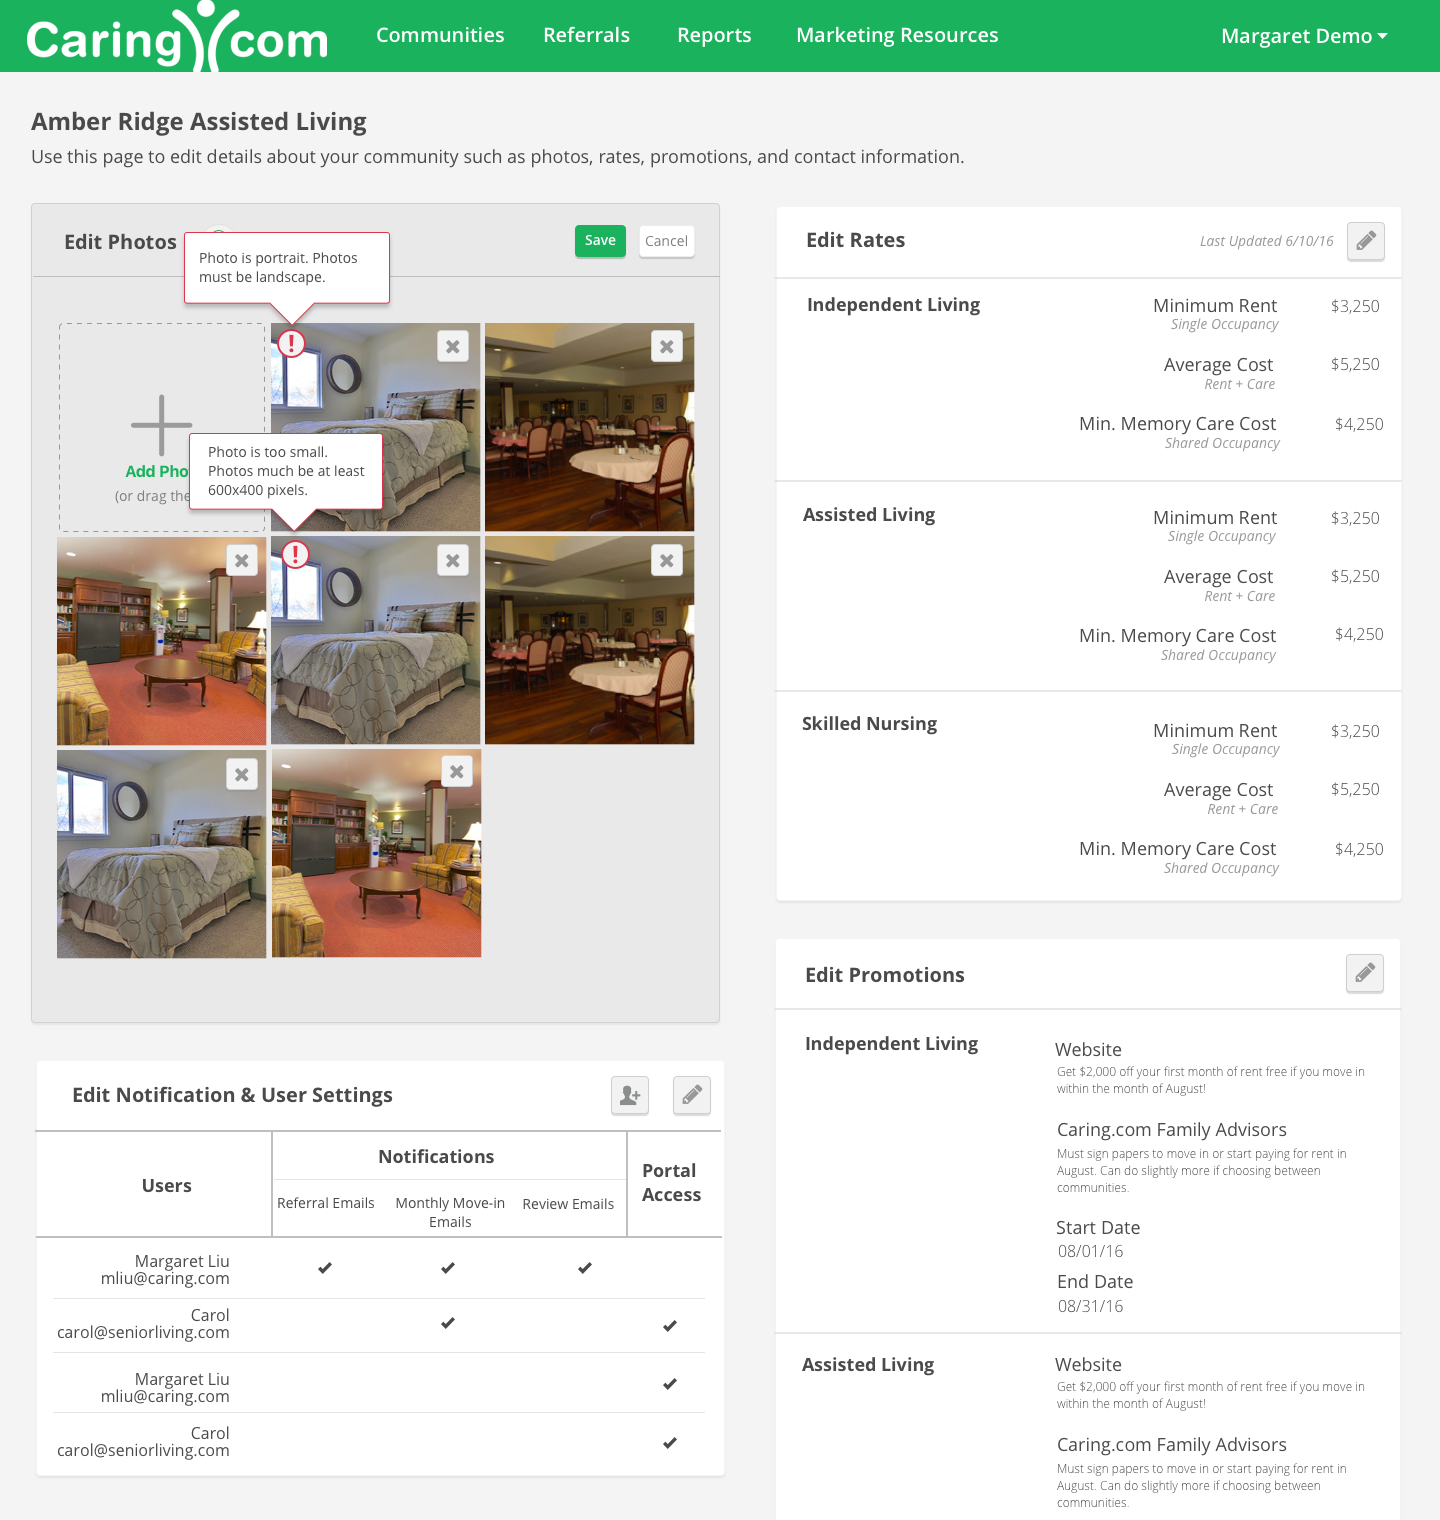 Caring.com
Communities
Referrals
Reports
Marketing Resources
Margaret Demo
Amber Ridge Assisted Living
Use this page to edit details about your community such as photos, rates, promotions, and contact information.
Edit Photos
Save
Cancel
Photo is portrait. Photos
must be landscape.
Add Pho
(or drag the
Photo is too small.
Photos much be at least
600x400 pixels.
Edit Notification & User Settings
Users
Notifications
Portal
Access
Referral Emails
Monthly Move-in
Emails
Review Emails
Margaret Liu
mliu@caring.com
Carol
carol@seniorliving.com
Margaret Liu
mliu@caring.com
Carol
carol@seniorliving.com
Edit Rates
Last Updated 6/10/16
Independent Living
Minimum Rent
$3,250
Single Occupancy
Average Cost
$5,250
Rent + Care
Min. Memory Care Cost
$4,250
Shared Occupancy
Assisted Living
Minimum Rent
$3,250
Single Occupancy
Average Cost
$5,250
Rent + Care
Min. Memory Care Cost
$4,250
Shared Occupancy
Skilled Nursing
Minimum Rent
$3,250
Single Occupancy
Average Cost
$5,250
Rent + Care
Min. Memory Care Cost
$4,250
Shared Occupancy
Edit Promotions
Independent Living
Website
Get $2,000 off your first month of rent free if you move in
within the month of August!
Caring.com Family Advisors
Must sign papers to move in or start paying for rent in
August. Can do slightly more if choosing between
communities.
Start Date
08/01/16
End Date
08/31/16
Assisted Living
Website
Get $2,000 off your first month of rent free if you move in
within the month of August!
Caring.com Family Advisors
Must sign papers to move in or start paying for rent in
August. Can do slightly more if choosing between
communities.